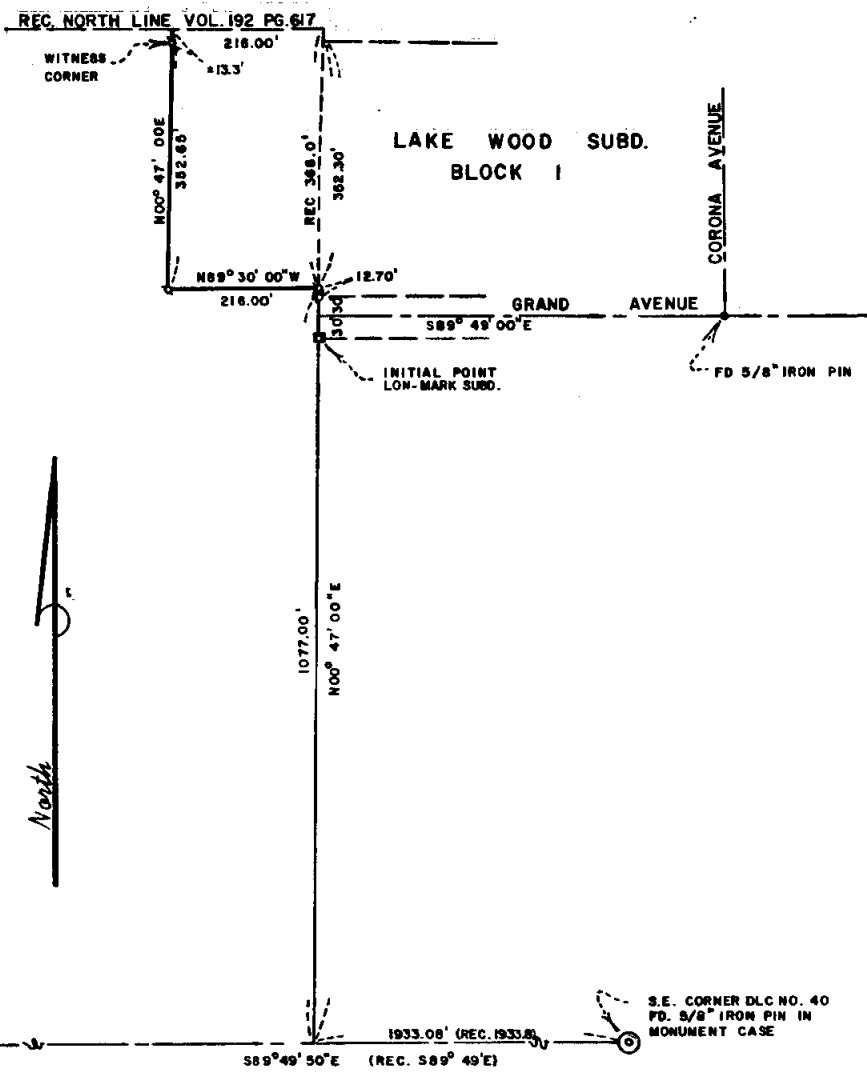 REC. NORTH LINE VOL. 192 PG. 617
216.00'
WITNESS
CORNER
±13.3'
N00° 47' 00E
352.65'
REC 368.0'
362.30'
LAKE WOOD SUBD.
BLOCK 1
CORONA AVENUE
N89° 30' 00"W
216.00'
12.70'
30' 30'
GRAND AVENUE
S89° 49' 00"E
INITIAL POINT
LON-MARK SUBD.
FD 5/8" IRON PIN
1077.00'
N00° 47' 00"E
North
S.E. CORNER DLC NO. 40
FD. 5/8" IRON PIN IN
MONUMENT CASE
1933.08' (REC. 1933.8)
S89°49' 50"E (REC. S89° 49'E)